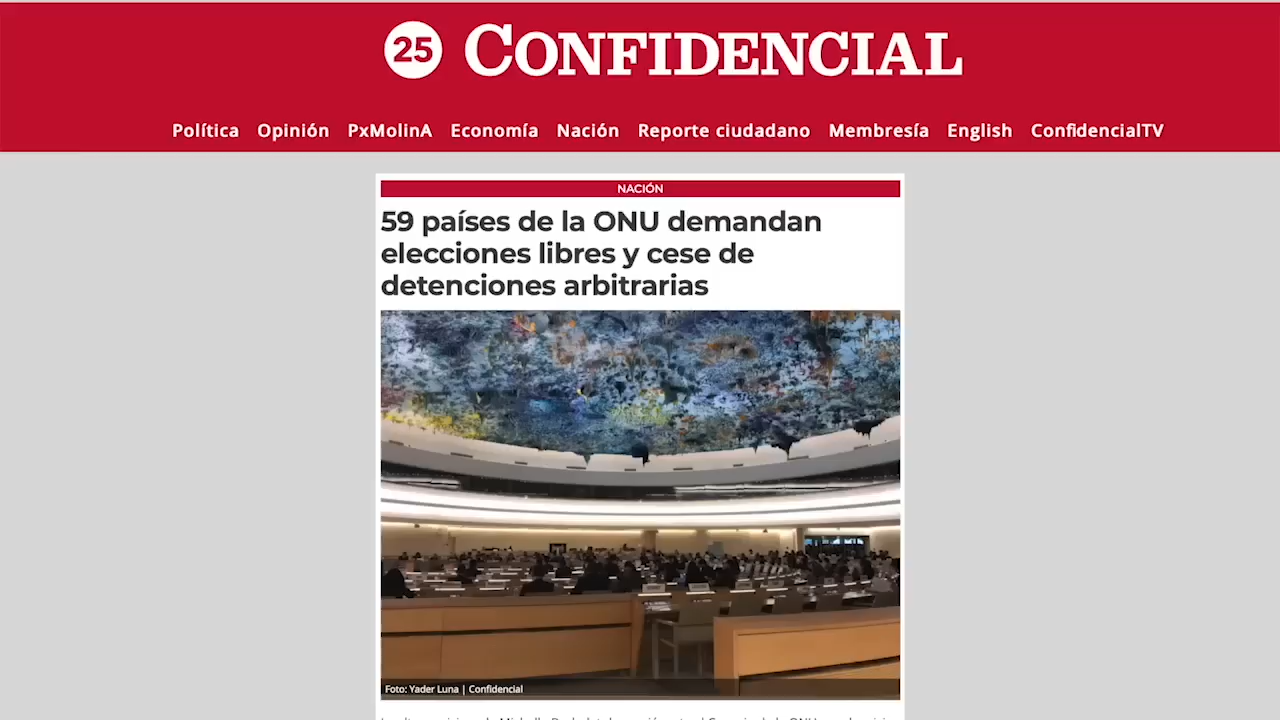 25 CONFIDENCIAL
Política Opinión PxMolinA Economía Nación Reporte ciudadano Membresía English ConfidencialTV
NACIÓN
59 países de la ONU demandan
elecciones libres y cese de
detenciones arbitrarias
Foto: Yader Luna | Confidencial